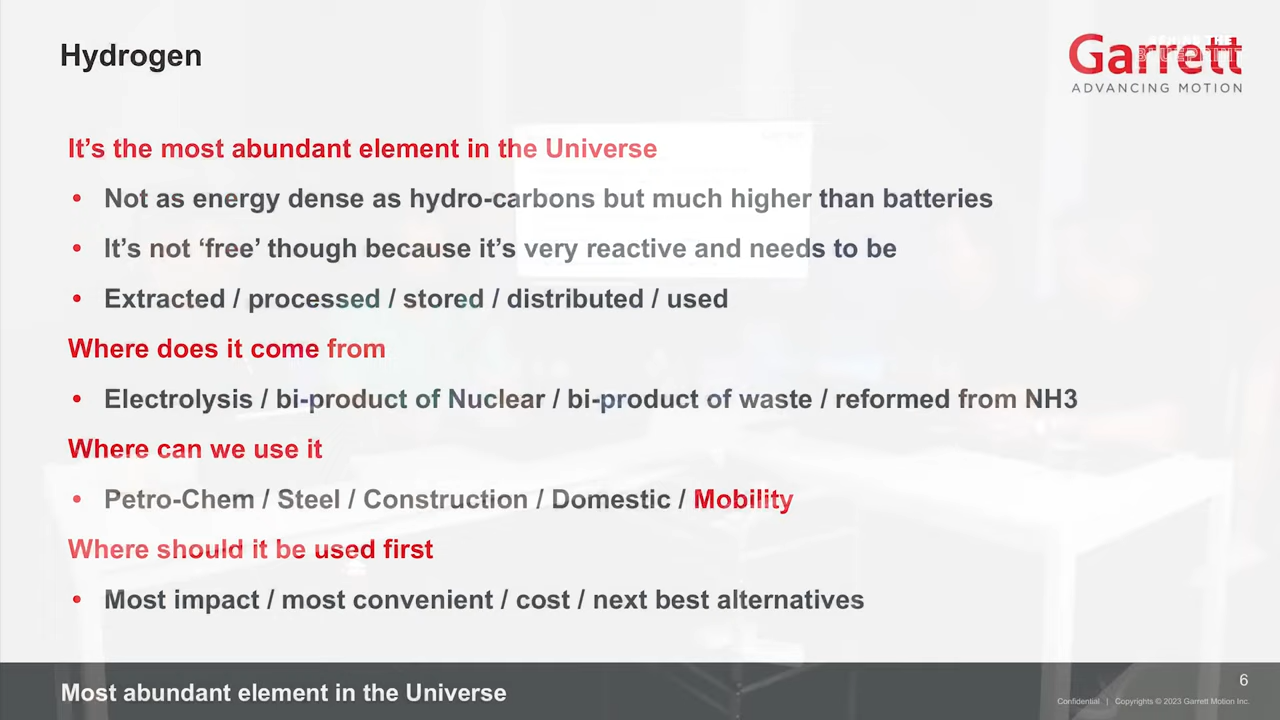 Hydrogen
Garrett
ADVANCING MOTION
It’s the most abundant element in the Universe
• Not as energy dense as hydro-carbons but much higher than batteries
• It’s not ‘free’ though because it’s very reactive and needs to be
• Extracted / processed / stored / distributed / used
Where does it come from
• Electrolysis / bi-product of Nuclear / bi-product of waste / reformed from NH3
Where can we use it
• Petro-Chem / Steel / Construction / Domestic / Mobility
Where should it be used first
• Most impact / most convenient / cost / next best alternatives
Most abundant element in the Universe
6
Confidential | Copyrights © 2023 Garrett Motion Inc.